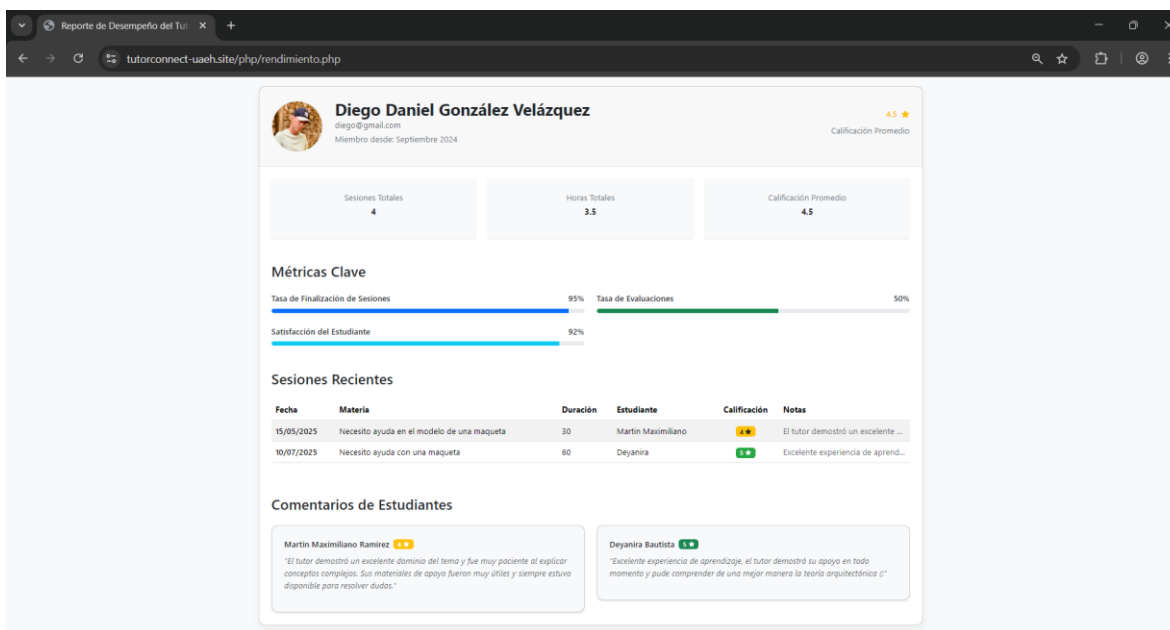 Reporte de Desempeño del Tut
tutorconnect-uaeh.site/php/rendimiento.php
Diego Daniel González Velázquez
diego@gmail.com
Miembro desde: Septiembre 2024
4.5 ★
Calificación Promedio
Sesiones Totales
4
Horas Totales
3.5
Calificación Promedio
4.5
Métricas Clave
Tasa de Finalización de Sesiones 95%
Tasa de Evaluaciones 50%
Satisfacción del Estudiante 92%
Sesiones Recientes
Fecha Materia Duración Estudiante Calificación Notas
15/05/2025 Necesito ayuda en el modelo de una maqueta 30 Martin Maximiliano 4★ El tutor demostró un excelente ...
10/07/2025 Necesito ayuda con una maqueta 60 Deyanira 5★ Excelente experiencia de aprend...
Comentarios de Estudiantes
Martin Maximiliano Ramirez 4★
"El tutor demostró un excelente dominio del tema y fue muy paciente al explicar
conceptos complejos. Sus materiales de apoyo fueron muy útiles y siempre estuvo
disponible para resolver dudas."
Deyanira Bautista 5★
"Excelente experiencia de aprendizaje, el tutor demostró su apoyo en todo
momento y pude comprender de una mejor manera la teoría arquitectónica (:"